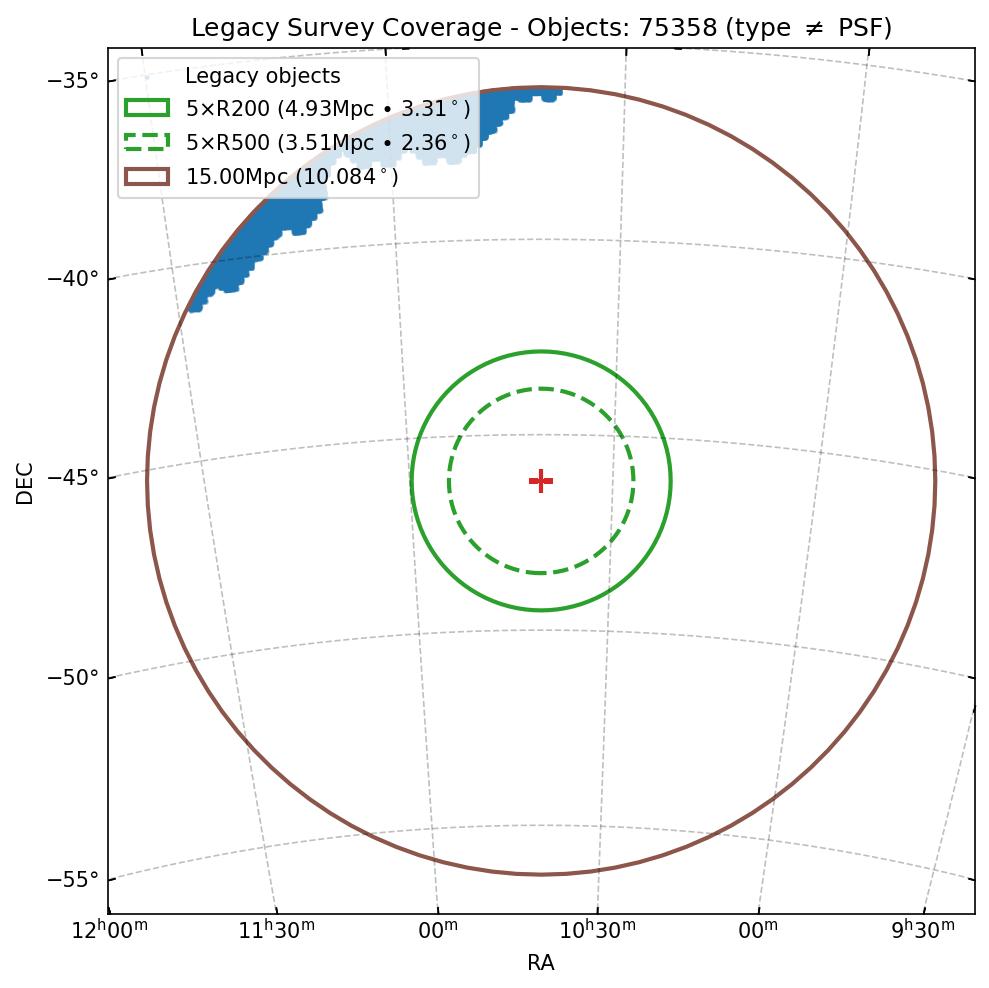 Legacy Survey Coverage - Objects: 75358 (type ≠ PSF)
Legacy objects
5×R200 (4.93Mpc • 3.31°)
5×R500 (3.51Mpc • 2.36°)
15.00Mpc (10.084°)
−35°
−40°
−45°
−50°
−55°
DEC
12ʰ00ᵐ 11ʰ30ᵐ 00ᵐ 10ʰ30ᵐ 00ᵐ 9ʰ30ᵐ
RA